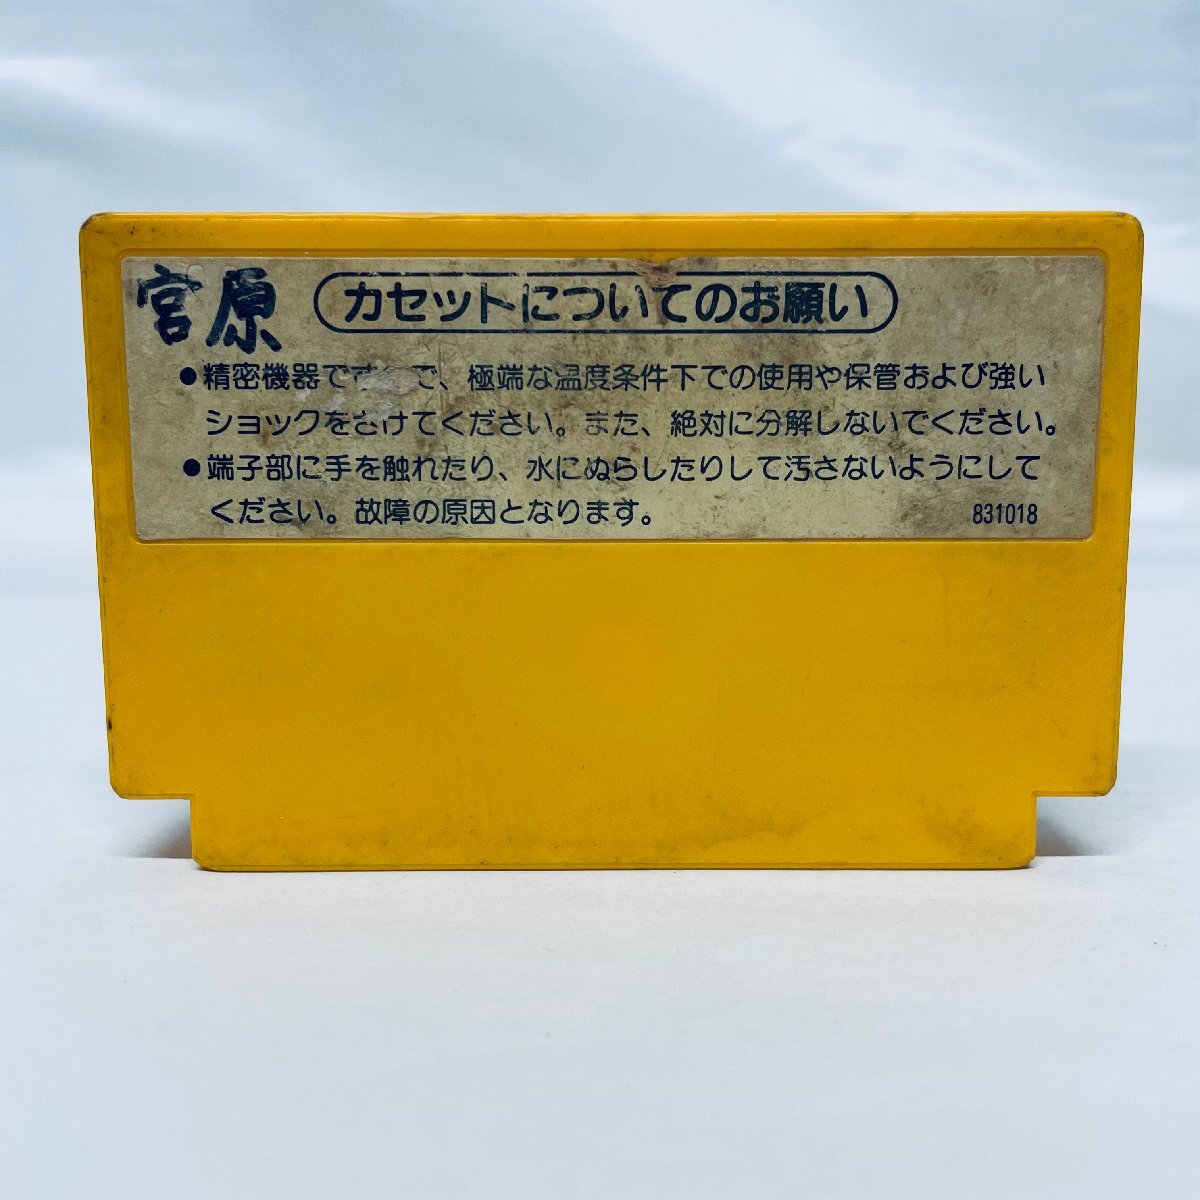 宮原
カセットについてのお願い
●精密機器で で、極端な温度条件下での使用や保管および強い
ショックをさけてください。また、絶対に分解しないでください。
●端子部に手を触れたり、水にぬらしたりして汚さないようにして
ください。故障の原因となります。
831018